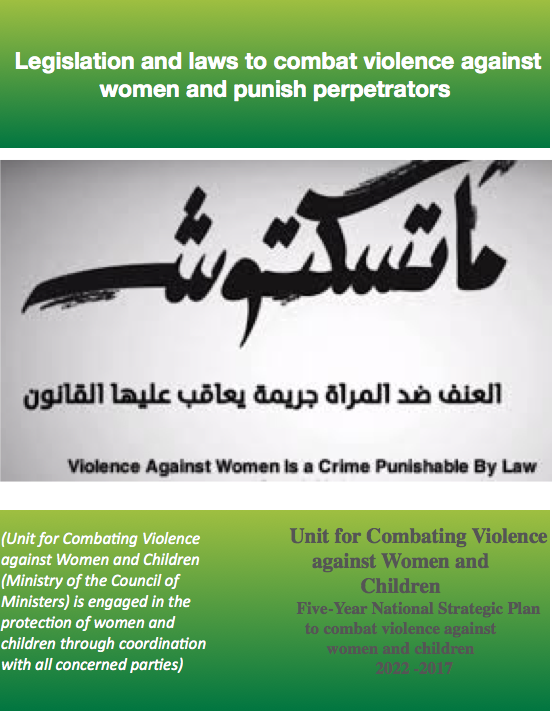 Legislation and laws to combat violence against
women and punish perpetrators
ماتسكتوش
العنف ضد المرأة جريمة يعاقب عليها القانون
Violence Against Women Is a Crime Punishable By Law
(Unit for Combating Violence
against Women and Children
(Ministry of the Council of
Ministers) is engaged in the
protection of women and
children through coordination
with all concerned parties)
Unit for Combating Violence
against Women and
Children
Five-Year National Strategic Plan
to combat violence against
women and children
2022 -2017